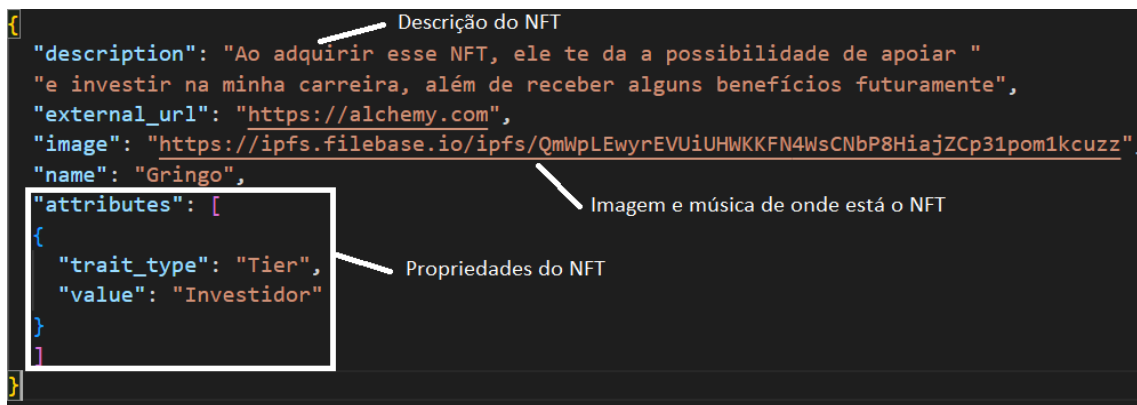 {
Descrição do NFT
"description": "Ao adquirir esse NFT, ele te da a possibilidade de apoiar "
"e investir na minha carreira, além de receber alguns benefícios futuramente",
"external_url": "https://alchemy.com",
"image": "https://ipfs.filebase.io/ipfs/QmWpLEwyrEVUiUHWKKFN4WsCNbP8HiajZCp31pom1kcuzz",
"name": "Gringo",
"attributes": [
Imagem e música de onde está o NFT
{
"trait_type": "Tier",
Propriedades do NFT
"value": "Investidor"
}
]
}